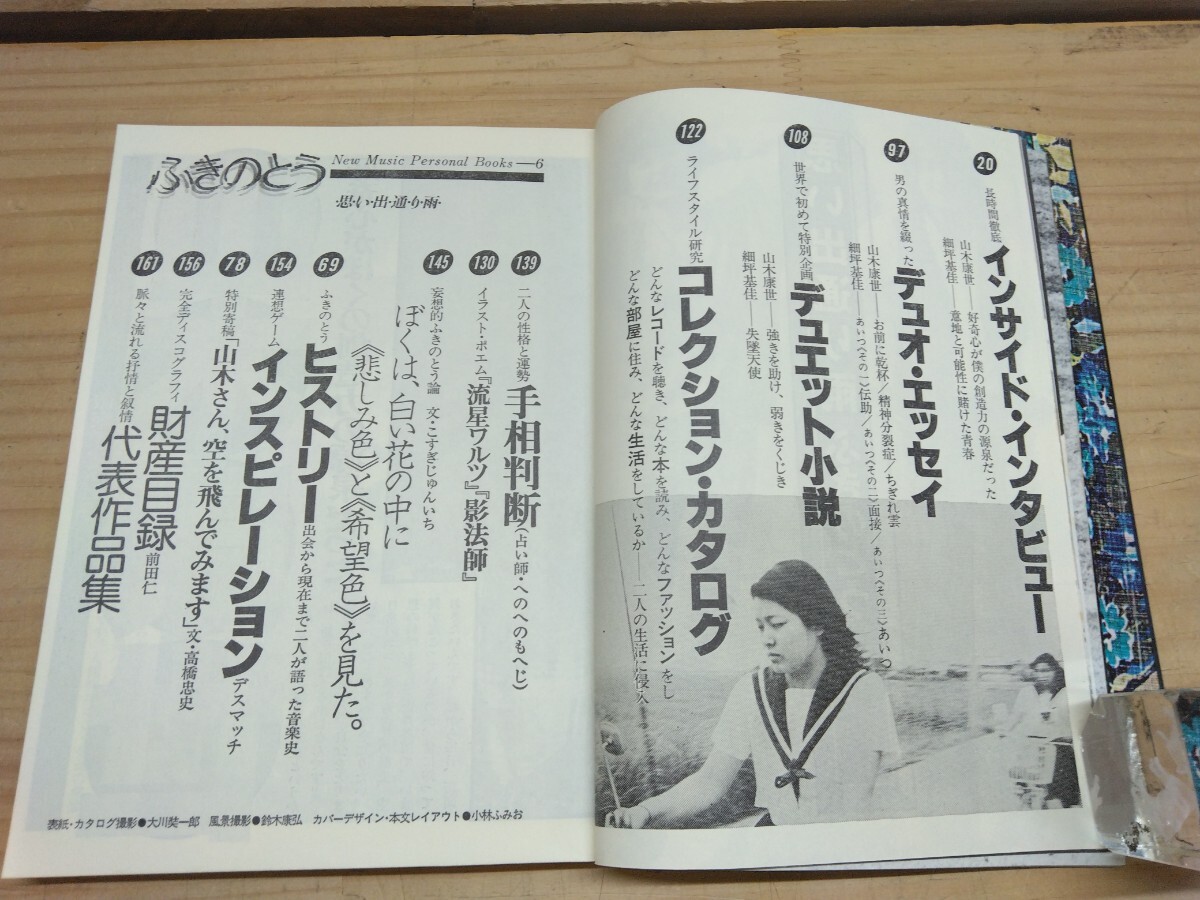 20
長時間徹底
インサイド・インタビュー
山木康世――好奇心が僕の創造力の源泉だった
細坪基佳――意地と可能性に賭けた青春
97
男の真情を綴った
デュオ・エッセイ
山木康世――お前に乾杯/精神分裂症/ちぎれ雲
細坪基佳――あいつ〈その一〉伝助/あいつ〈その二〉面接/あいつ〈その三〉あいつ
108
世界で初めて特別企画
デュエット小説
山木康世――強きを助け、弱きをくじき
細坪基佳――失墜天使
122
ライフスタイル研究
コレクション・カタログ
どんなレコードを聴き、どんな本を読み、どんなファッションをし
どんな部屋に住み、どんな生活をしているか――二人の生活に侵入
ふきのとう
New Music Personal Books—6
・思・い・出・通・り・雨・
139
二人の性格と運勢
手相判断(占い師・へのへのもへじ)
130
イラスト・ポエム『流星ワルツ』『影法師』
145
妄想的ふきのとう論 文・こすぎじゅんいち
ぼくは、白い花の中に
《悲しみ色》と《希望色》を見た。
69
ふきのとう
ヒストリー 出会から現在まで二人が語った音楽史
154
連想ゲーム
インスピレーション デスマッチ
78
特別寄稿「山木さん、空を飛んでみます」文・高橋忠史
156
完全ディスコグラフィ
財産目録 前田仁
161
脈々と流れる抒情と叙情
代表作品集
表紙・カタログ撮影●大川奘一郎 風景撮影●鈴木康弘 カバーデザイン・本文レイアウト●小林ふみお